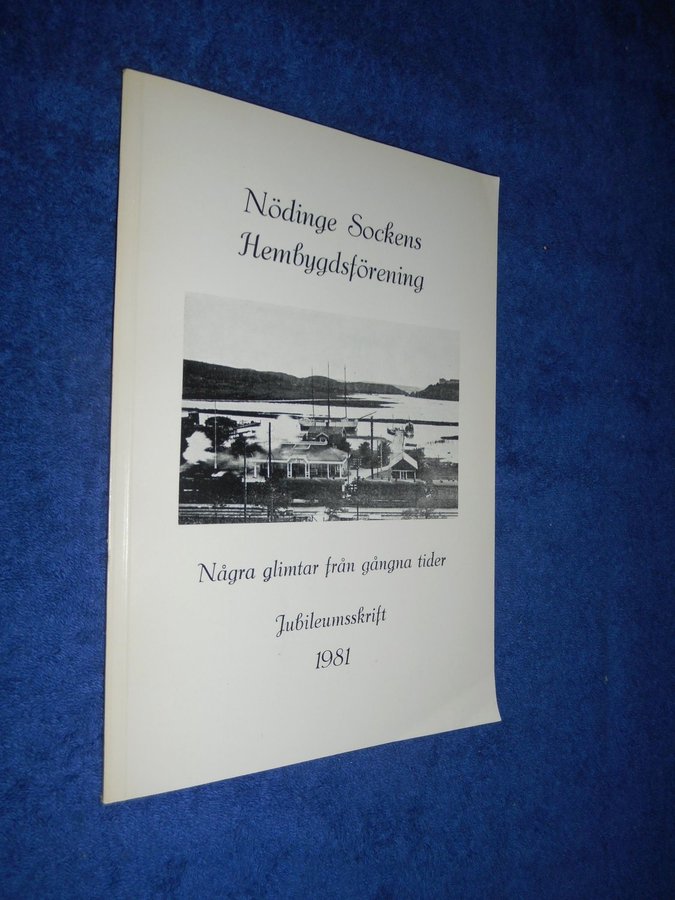 Nödinge Sockens
Hembygdsförening
Några glimtar från gångna tider
Jubileumsskrift
1981